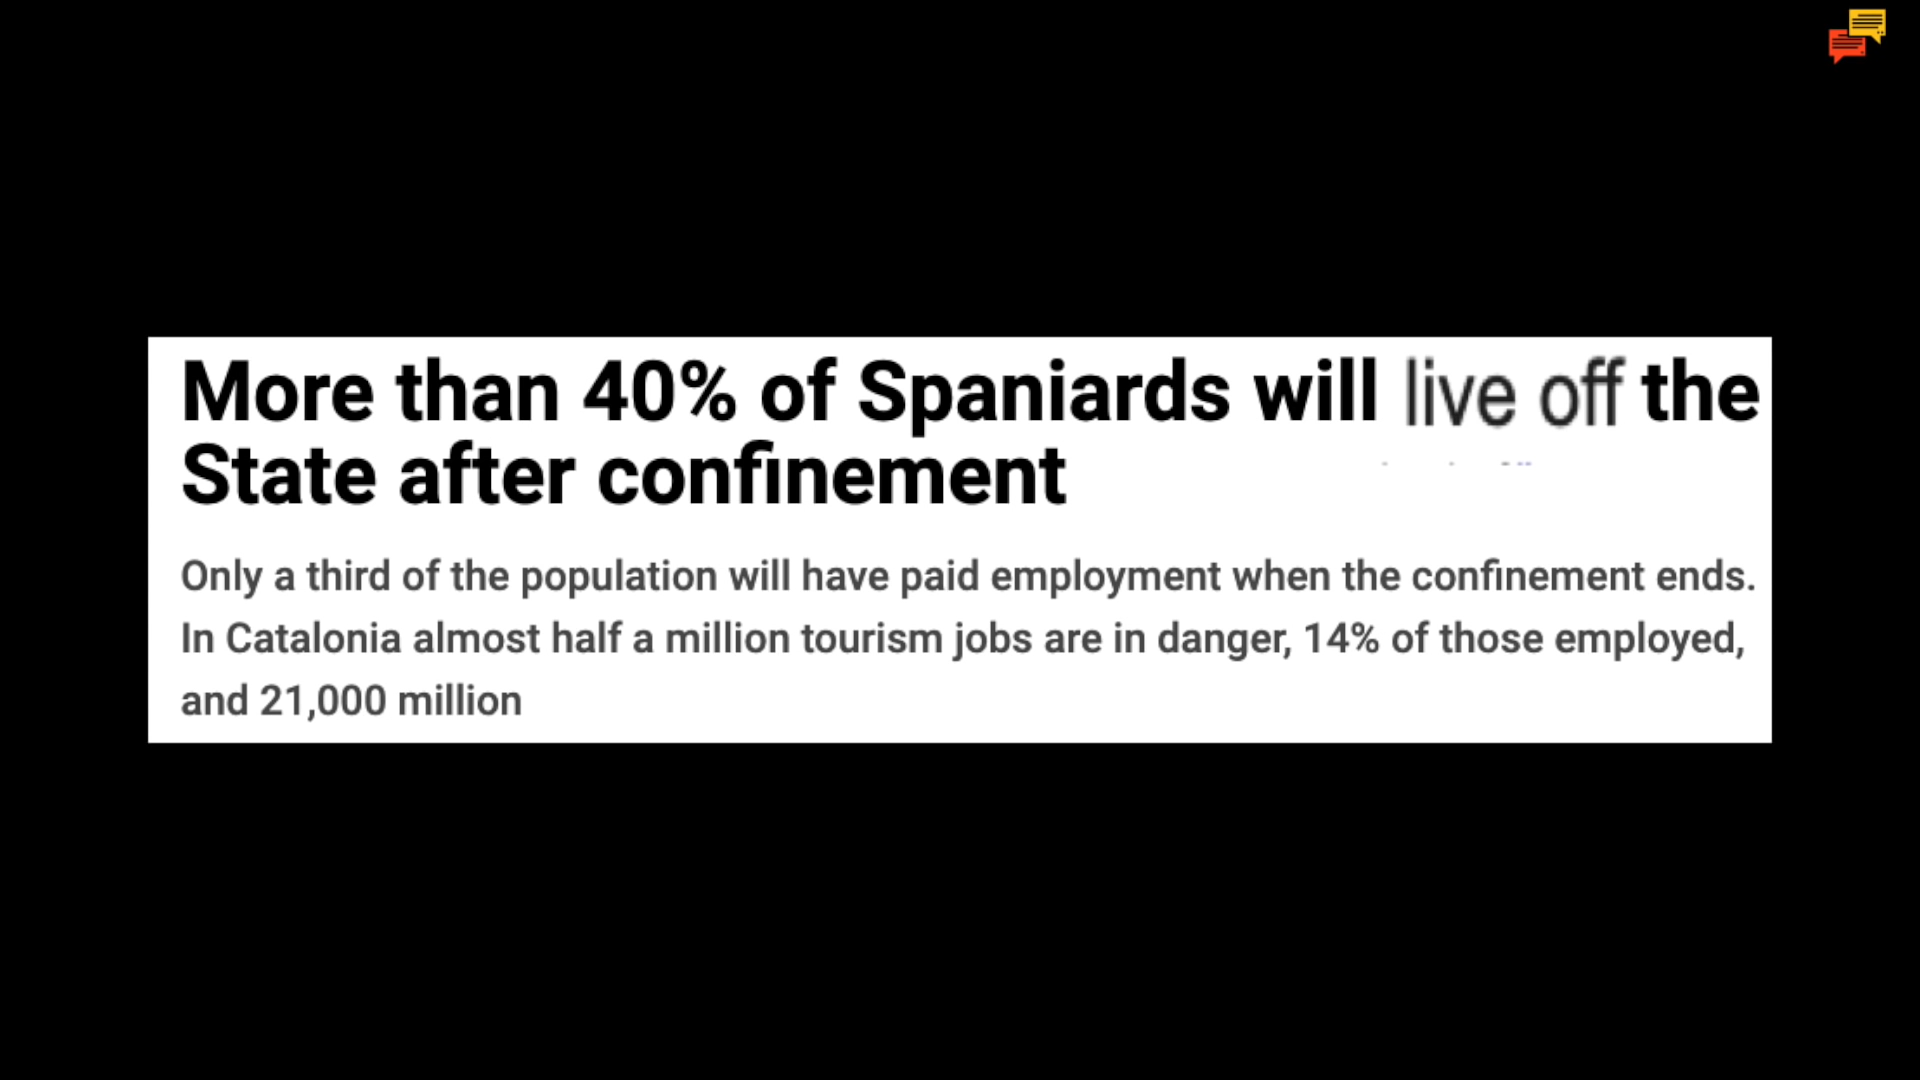 More than 40% of Spaniards will live off the
State after confinement
Only a third of the population will have paid employment when the confinement ends.
In Catalonia almost half a million tourism jobs are in danger, 14% of those employed,
and 21,000 million